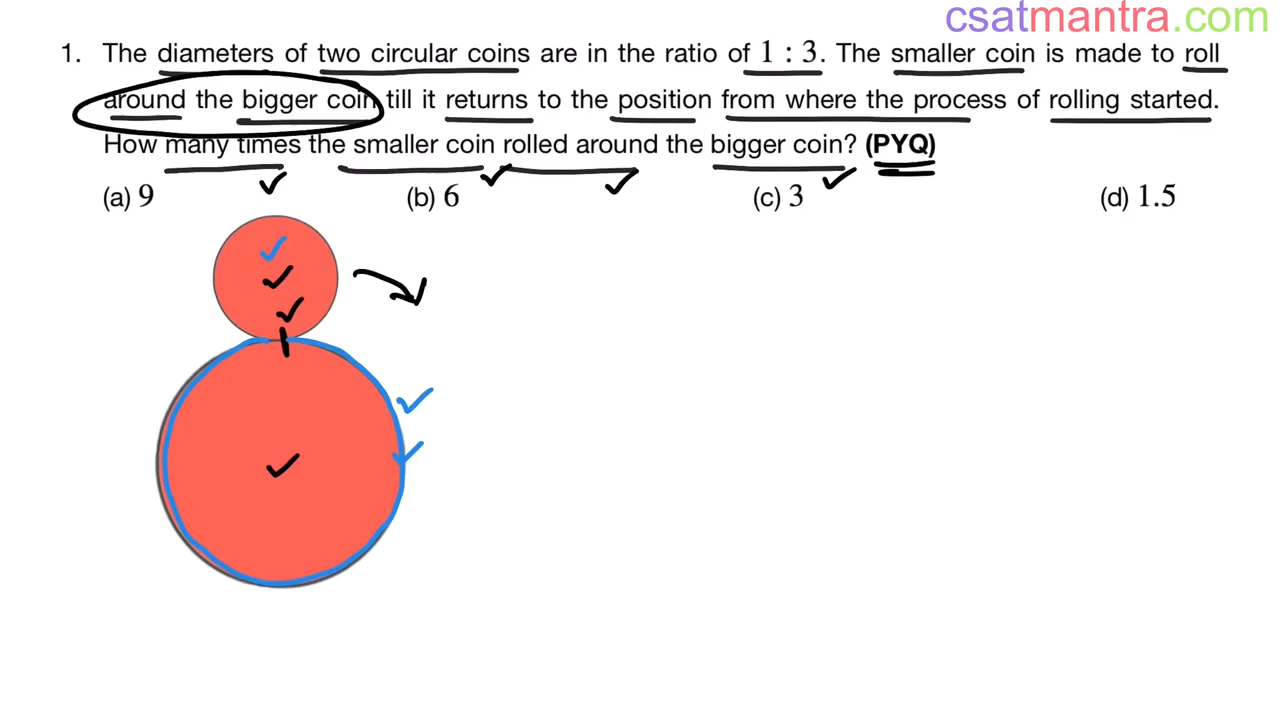 csatmantra.com
1. The diameters of two circular coins are in the ratio of 1 : 3. The smaller coin is made to roll
around the bigger coin till it returns to the position from where the process of rolling started.
How many times the smaller coin rolled around the bigger coin? (PYQ)
(a) 9 (b) 6 (c) 3 (d) 1.5